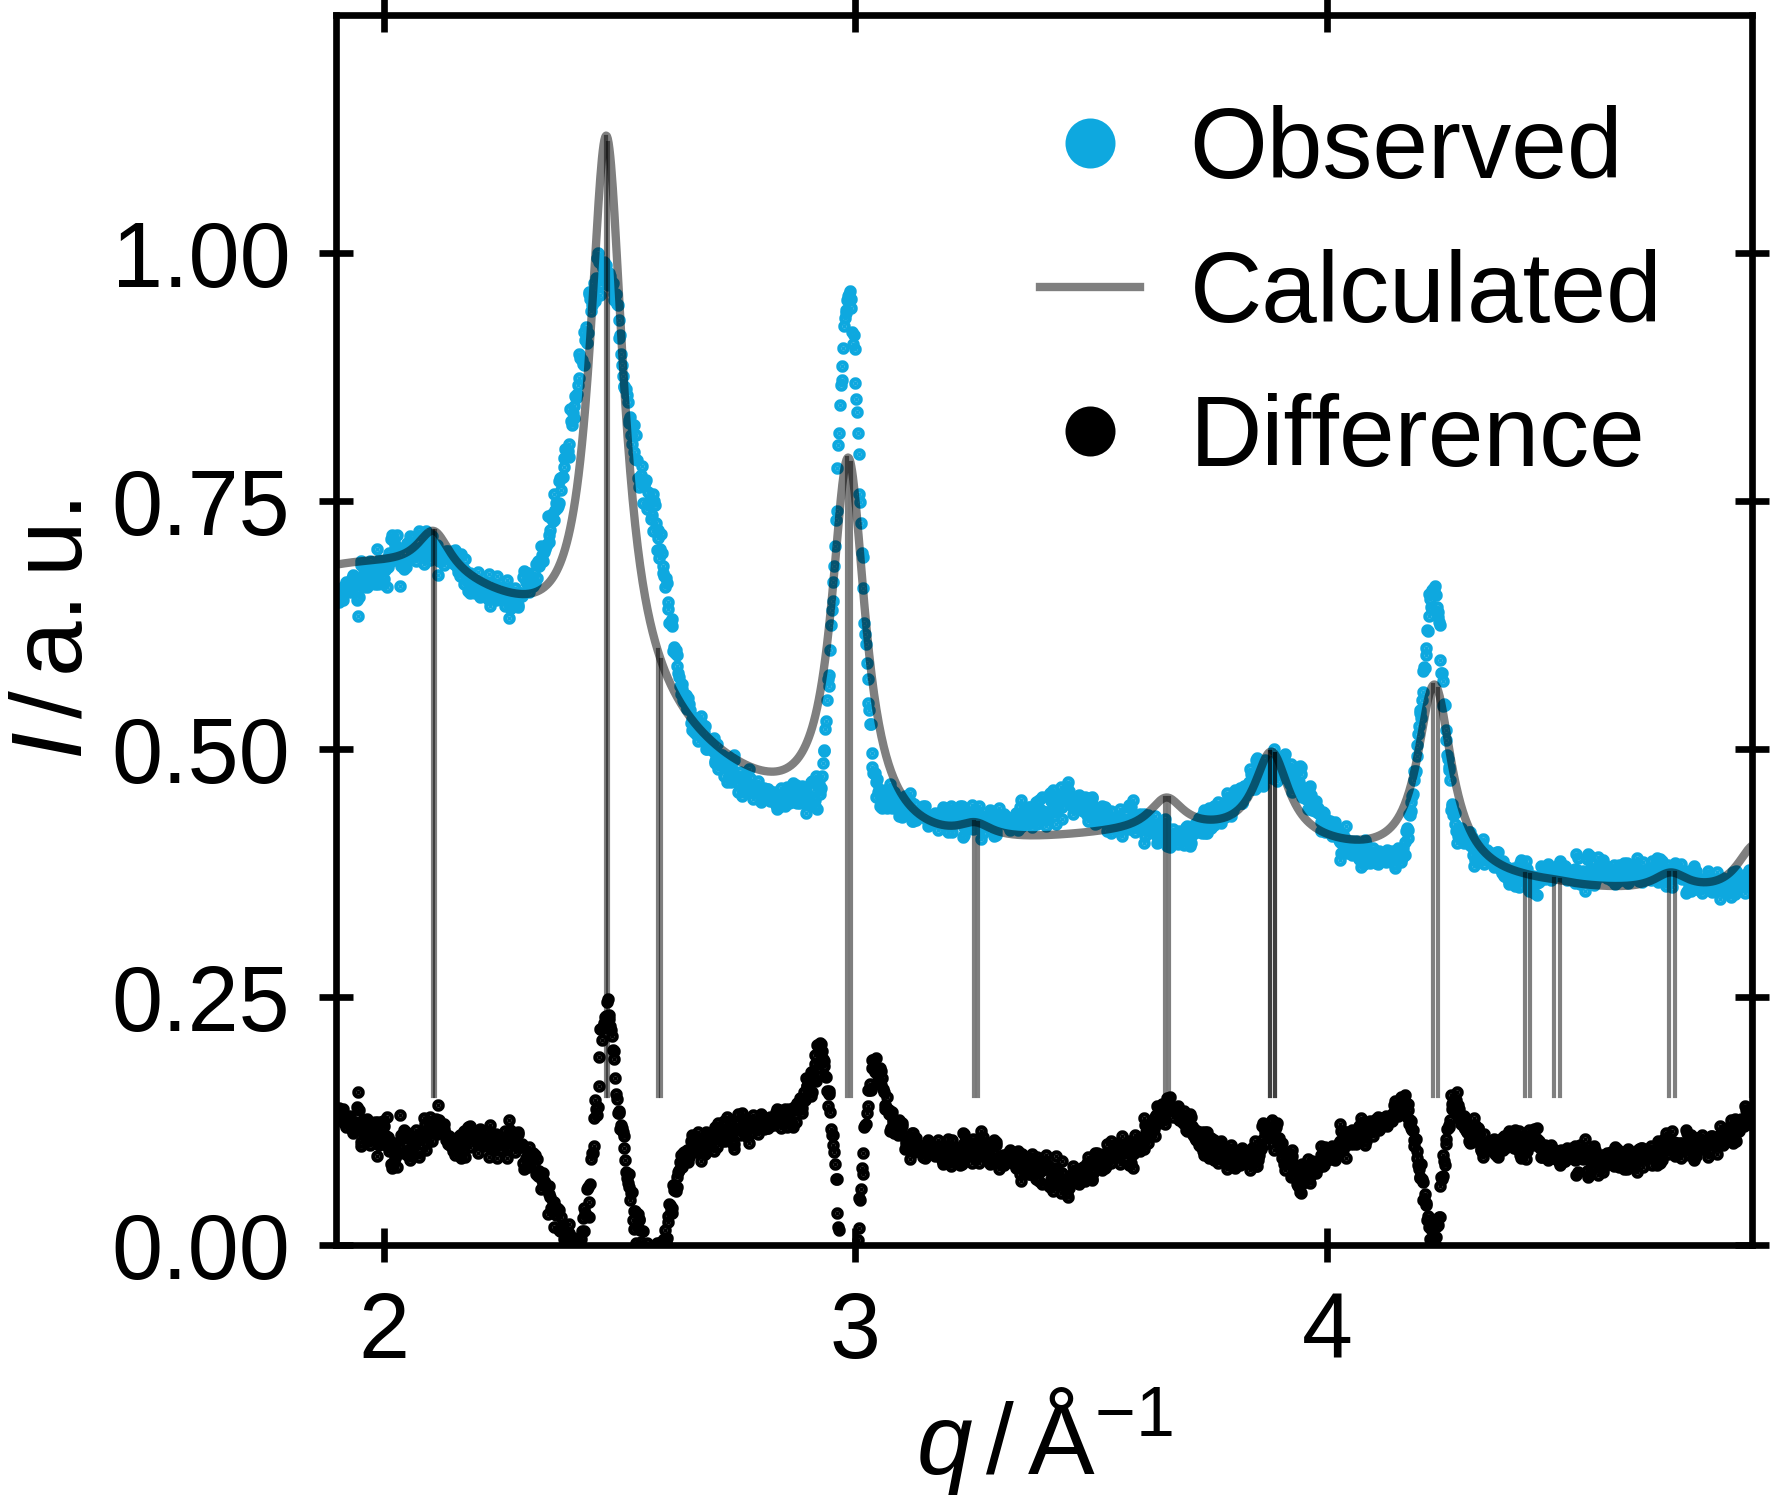 Observed
Calculated
Difference
1.00
0.75
0.50
0.25
0.00
I / a. u.
2 3 4
q / Å⁻¹